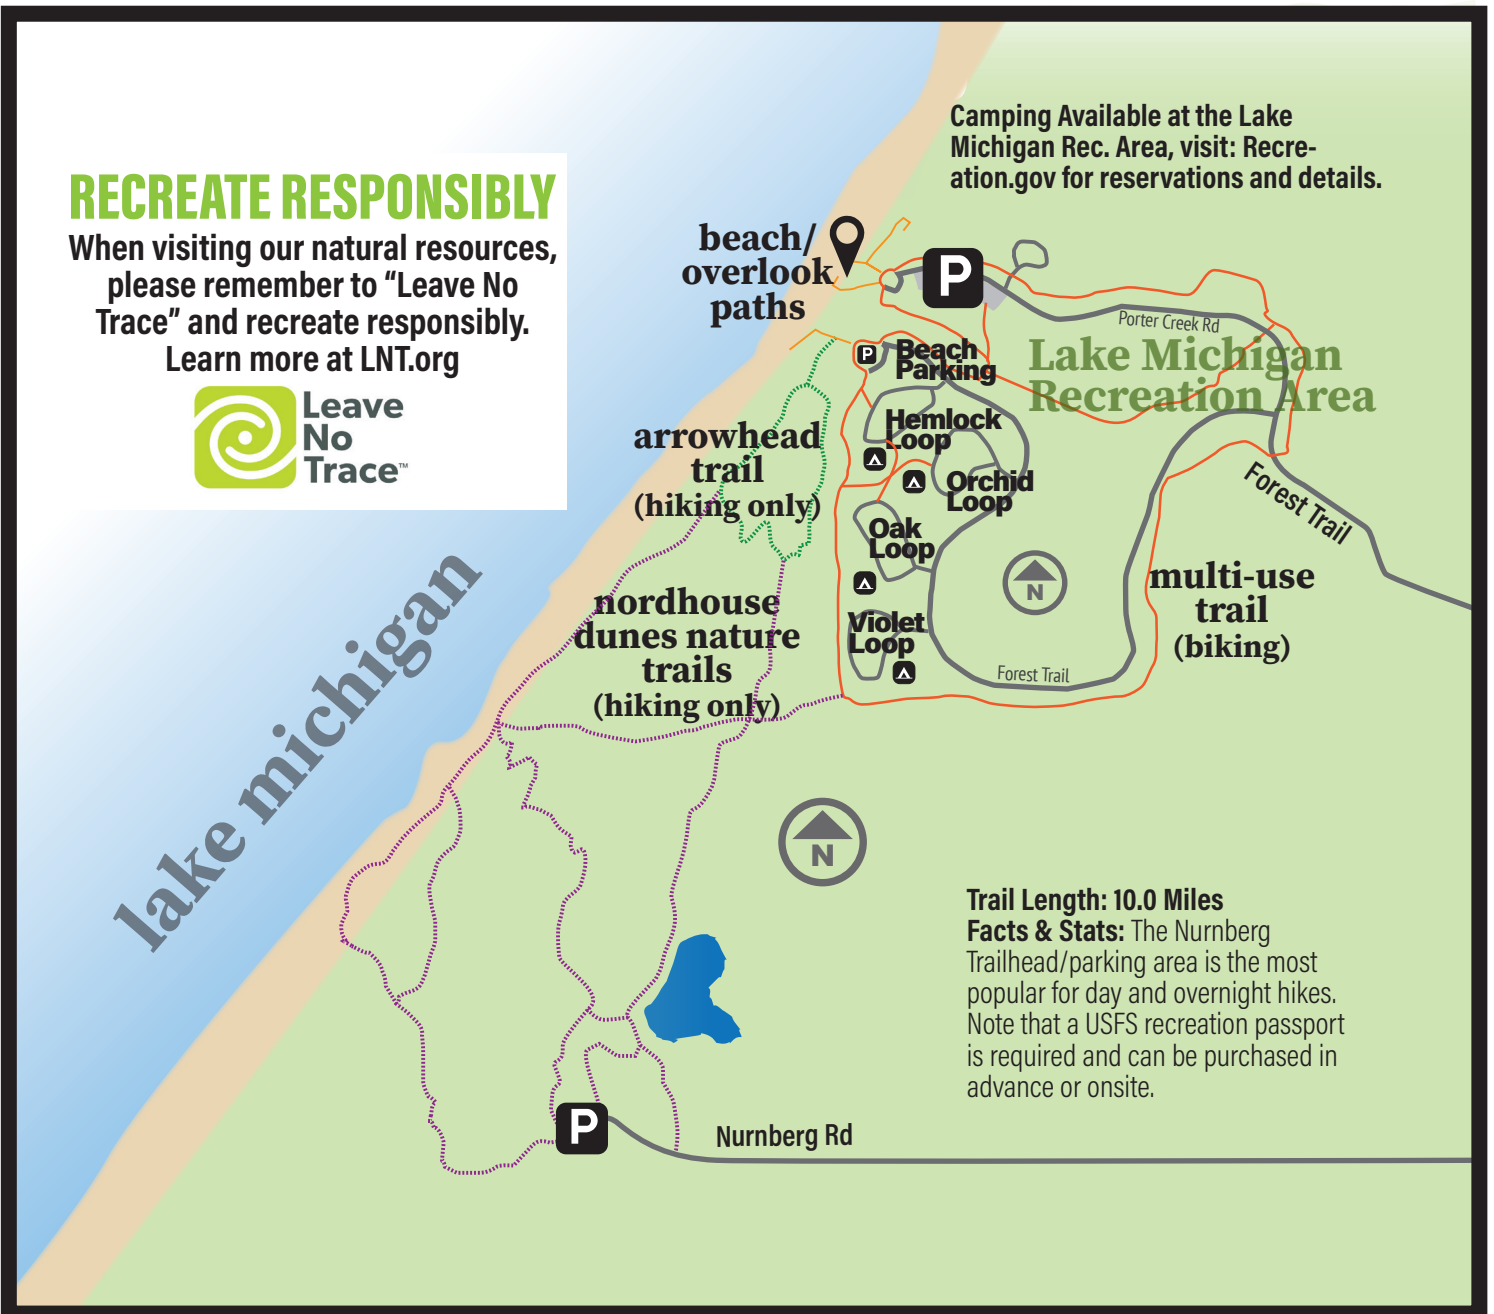 RECREATE RESPONSIBLY
When visiting our natural resources,
please remember to “Leave No
Trace” and recreate responsibly.
Learn more at LNT.org
Leave
No
Trace™
Camping Available at the Lake
Michigan Rec. Area, visit: Recre-
ation.gov for reservations and details.
beach/
overlook
paths
P
Porter Creek Rd
Lake Michigan
Recreation Area
P
Beach
Parking
Hemlock
Loop
arrowhead
trail
(hiking only)
Orchid
Loop
Forest Trail
Oak
Loop
N
multi-use
trail
(biking)
nordhouse
dunes nature
trails
(hiking only)
Violet
Loop
Forest Trail
lake michigan
N
Trail Length: 10.0 Miles
Facts & Stats: The Nurnberg
Trailhead/parking area is the most
popular for day and overnight hikes.
Note that a USFS recreation passport
is required and can be purchased in
advance or onsite.
P
Nurnberg Rd